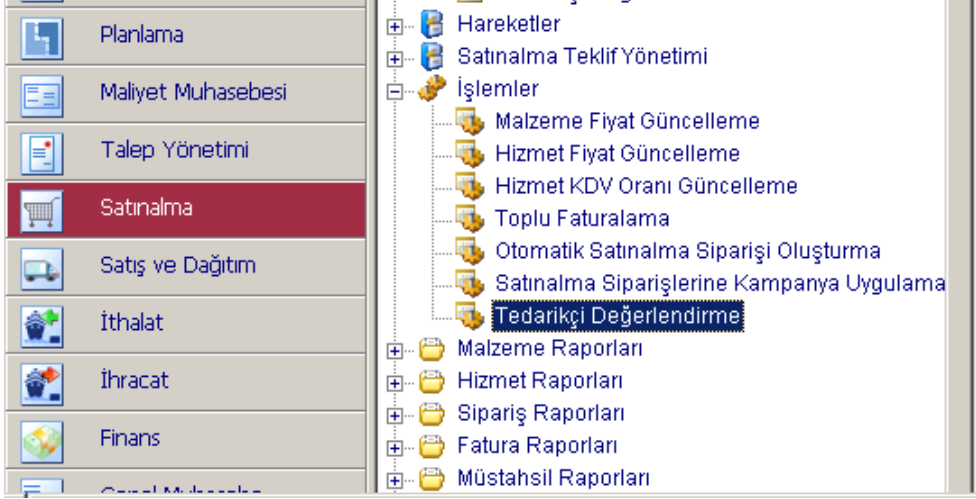 Planlama
Maliyet Muhasebesi
Talep Yönetimi
Satınalma
Satış ve Dağıtım
İthalat
İhracat
Finans
Hareketler
Satınalma Teklif Yönetimi
İşlemler
Malzeme Fiyat Güncelleme
Hizmet Fiyat Güncelleme
Hizmet KDV Oranı Güncelleme
Toplu Faturalama
Otomatik Satınalma Siparişi Oluşturma
Satınalma Siparişlerine Kampanya Uygulama
Tedarikçi Değerlendirme
Malzeme Raporları
Hizmet Raporları
Sipariş Raporları
Fatura Raporları
Müstahsil Raporları